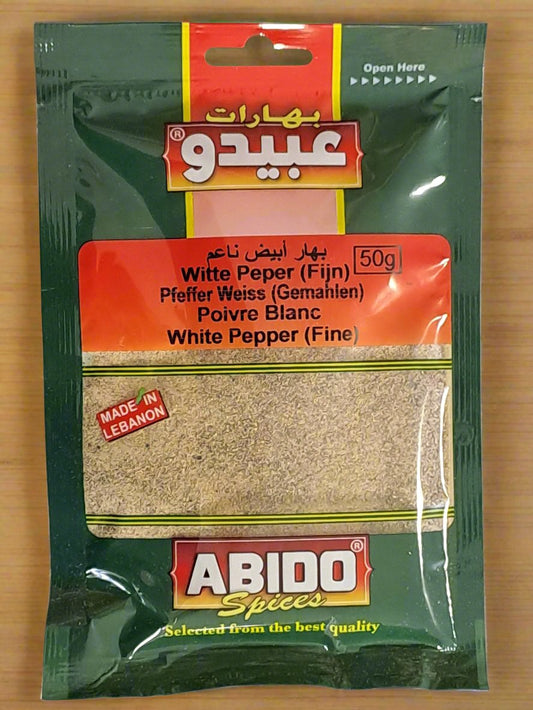 Open Here
بهارات
عبيدو®
بهار أبيض ناعم
50g
Witte Peper (Fijn)
Pfeffer Weiss (Gemahlen)
Poivre Blanc
White Pepper (Fine)
MADE IN
LEBANON
ABIDO®
Spices
Selected from the best quality